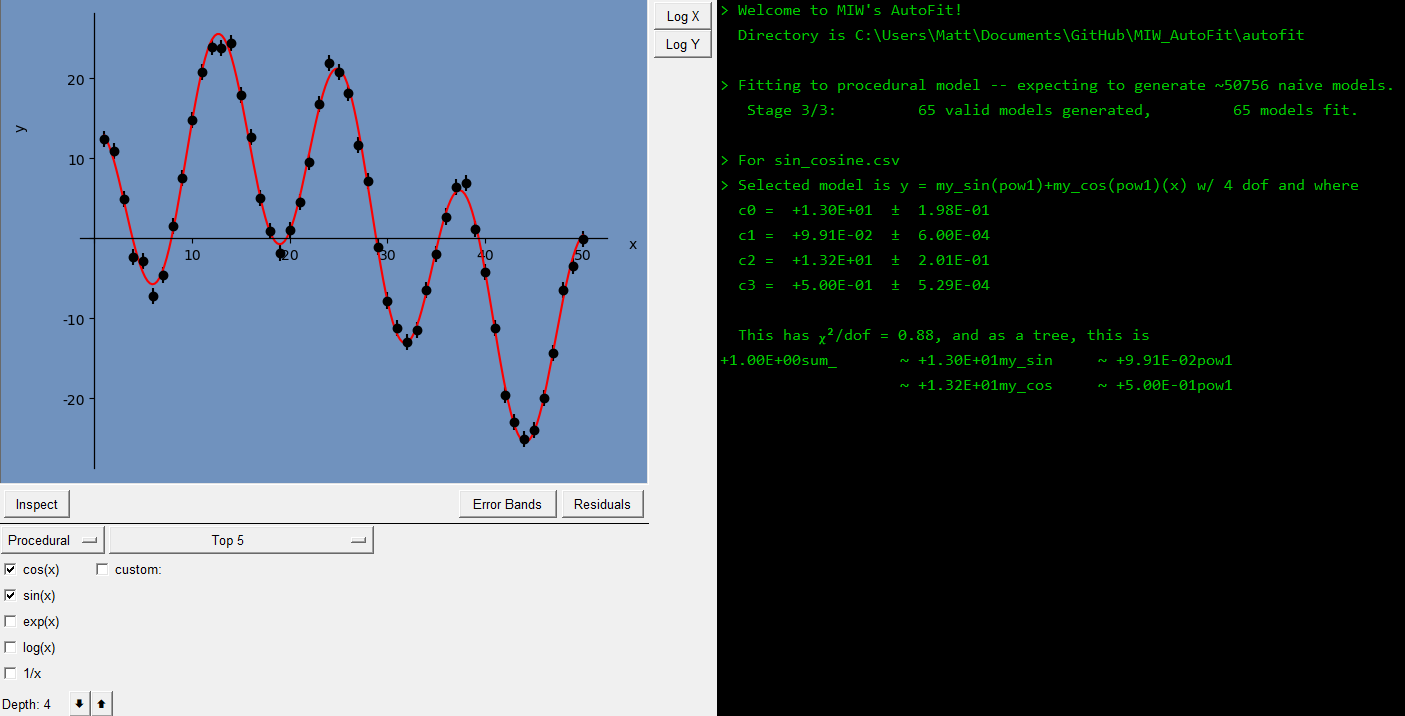 Log X
Log Y
y
20
10
-10
-20
10
20
30
40
50
x
Inspect
Error Bands
Residuals
Procedural
Top 5
cos(x)
custom:
sin(x)
exp(x)
log(x)
1/x
Depth: 4
> Welcome to MIW's AutoFit!
Directory is C:\Users\Matt\Documents\GitHub\MIW_AutoFit\autofit
> Fitting to procedural model -- expecting to generate ~50756 naive models.
Stage 3/3: 65 valid models generated, 65 models fit.
> For sin_cosine.csv
> Selected model is y = my_sin(pow1)+my_cos(pow1)(x) w/ 4 dof and where
c0 = +1.30E+01 ± 1.98E-01
c1 = +9.91E-02 ± 6.00E-04
c2 = +1.32E+01 ± 2.01E-01
c3 = +5.00E-01 ± 5.29E-04
This has χ²/dof = 0.88, and as a tree, this is
+1.00E+00sum_ ~ +1.30E+01my_sin ~ +9.91E-02pow1
~ +1.32E+01my_cos ~ +5.00E-01pow1